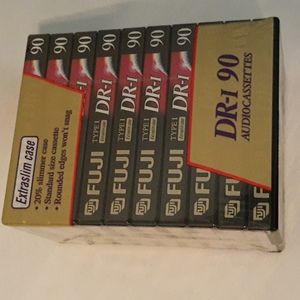 Extraslim case
• 20% slimmer case
• Standard size cassette
• Rounded edges won't snag
90
90
90
90
90
90
90
DR-I
DR-I
DR-I
DR-I
DR-I
TYPE I
TYPE I
TYPE I
TYPE I
FUJI
FUJI
FUJI
FUJI
FUJI
FUJI
DR-I 90
AUDIOCASSETTES